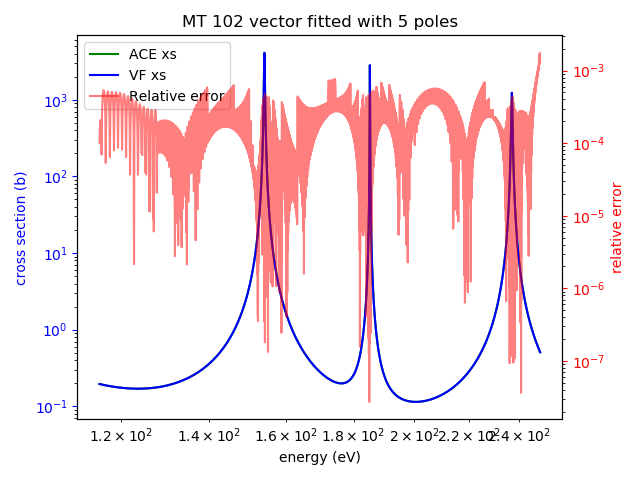 MT 102 vector fitted with 5 poles
ACE xs
VF xs
Relative error
10³
10²
10¹
10⁰
10⁻¹
cross section (b)
10⁻³
10⁻⁴
10⁻⁵
10⁻⁶
10⁻⁷
relative error
1.2 × 10² 1.4 × 10² 1.6 × 10² 1.8 × 10² 2 × 10² 2.2 × 10² 2.4 × 10²
energy (eV)